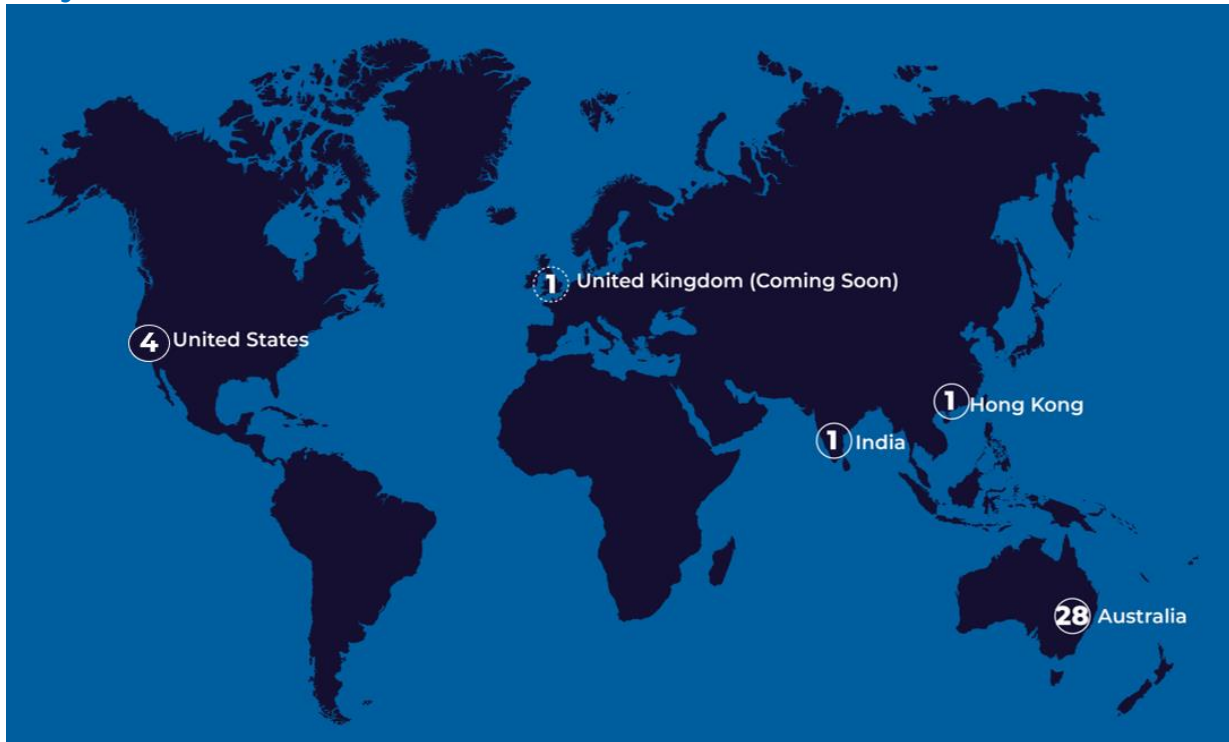 1 United Kingdom (Coming Soon)
4 United States
1 Hong Kong
1 India
28 Australia